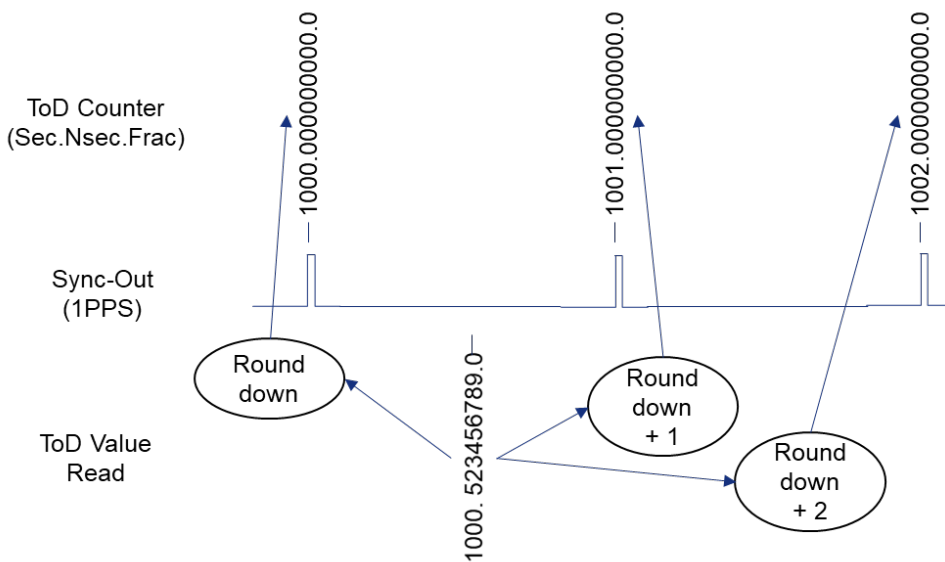 ToD Counter
(Sec.Nsec.Frac)
1000.000000000.0
1001.000000000.0
1002.000000000.0
Sync-Out
(1PPS)
Round
down
Round
down
+ 1
Round
down
+ 2
ToD Value
Read
1000. 523456789.0